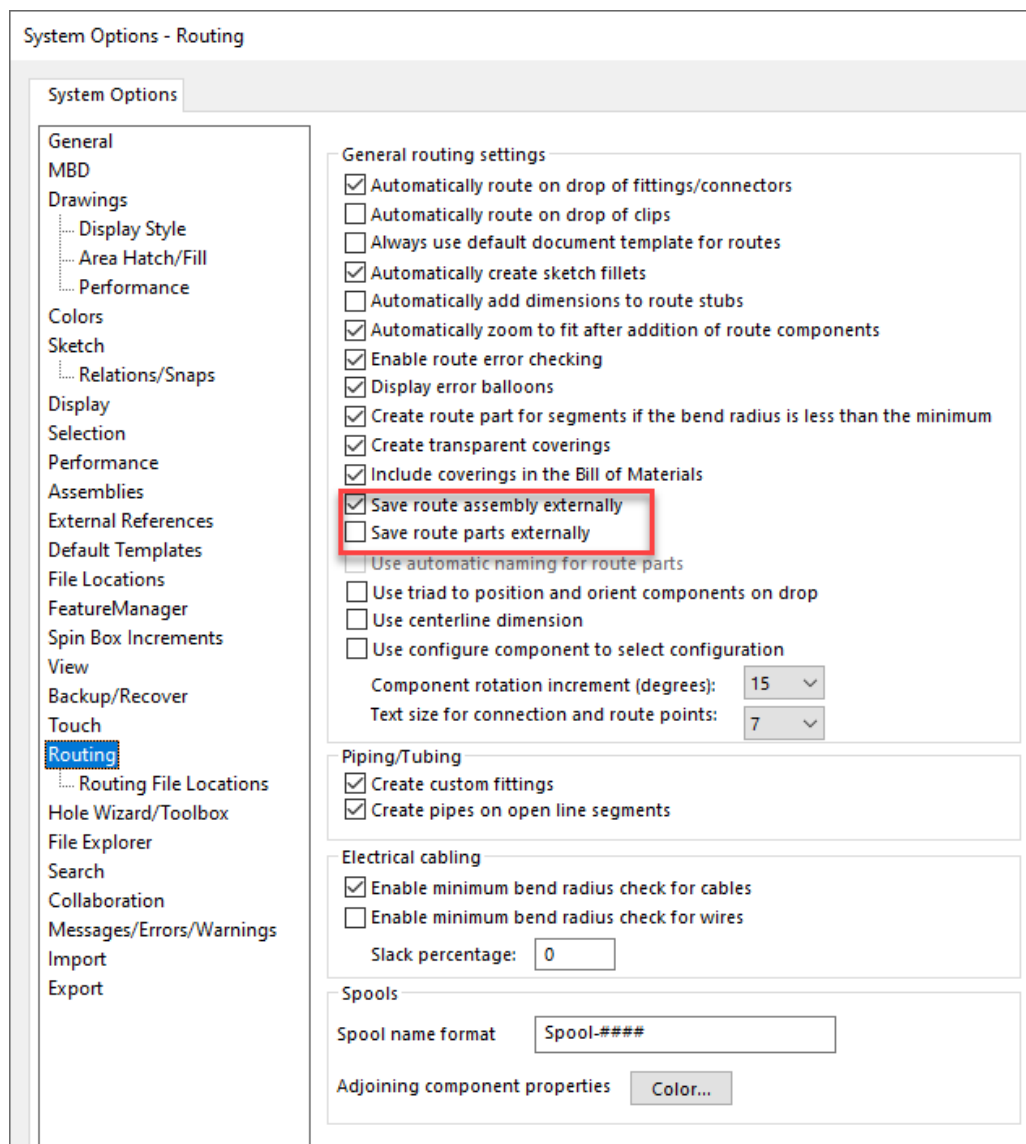 System Options - Routing
System Options
General
MBD
Drawings
Display Style
Area Hatch/Fill
Performance
Colors
Sketch
Relations/Snaps
Display
Selection
Performance
Assemblies
External References
Default Templates
File Locations
FeatureManager
Spin Box Increments
View
Backup/Recover
Touch
Routing
Routing File Locations
Hole Wizard/Toolbox
File Explorer
Search
Collaboration
Messages/Errors/Warnings
Import
Export
General routing settings
Automatically route on drop of fittings/connectors
Automatically route on drop of clips
Always use default document template for routes
Automatically create sketch fillets
Automatically add dimensions to route stubs
Automatically zoom to fit after addition of route components
Enable route error checking
Display error balloons
Create route part for segments if the bend radius is less than the minimum
Create transparent coverings
Include coverings in the Bill of Materials
Save route assembly externally
Save route parts externally
Use automatic naming for route parts
Use triad to position and orient components on drop
Use centerline dimension
Use configure component to select configuration
Component rotation increment (degrees): 15
Text size for connection and route points: 7
Piping/Tubing
Create custom fittings
Create pipes on open line segments
Electrical cabling
Enable minimum bend radius check for cables
Enable minimum bend radius check for wires
Slack percentage: 0
Spools
Spool name format Spool-####
Adjoining component properties Color...